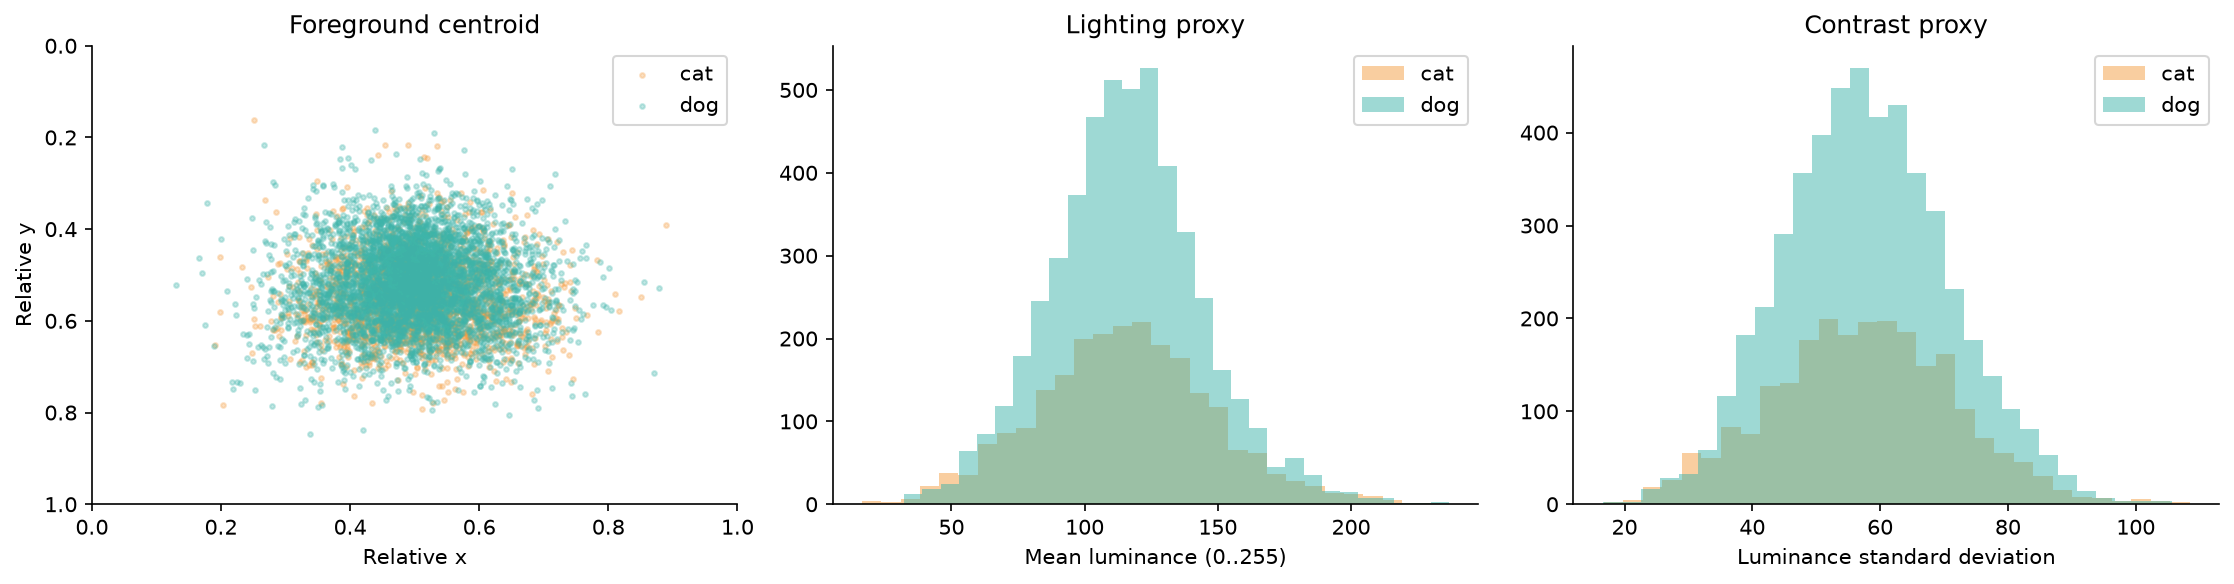 Foreground centroid
cat
dog
0.0
0.2
0.4
0.6
0.8
1.0
Relative y
0.0 0.2 0.4 0.6 0.8 1.0
Relative x
Lighting proxy
cat
dog
500
400
300
200
100
0
50 100 150 200
Mean luminance (0..255)
Contrast proxy
cat
dog
400
300
200
100
0
20 40 60 80 100
Luminance standard deviation